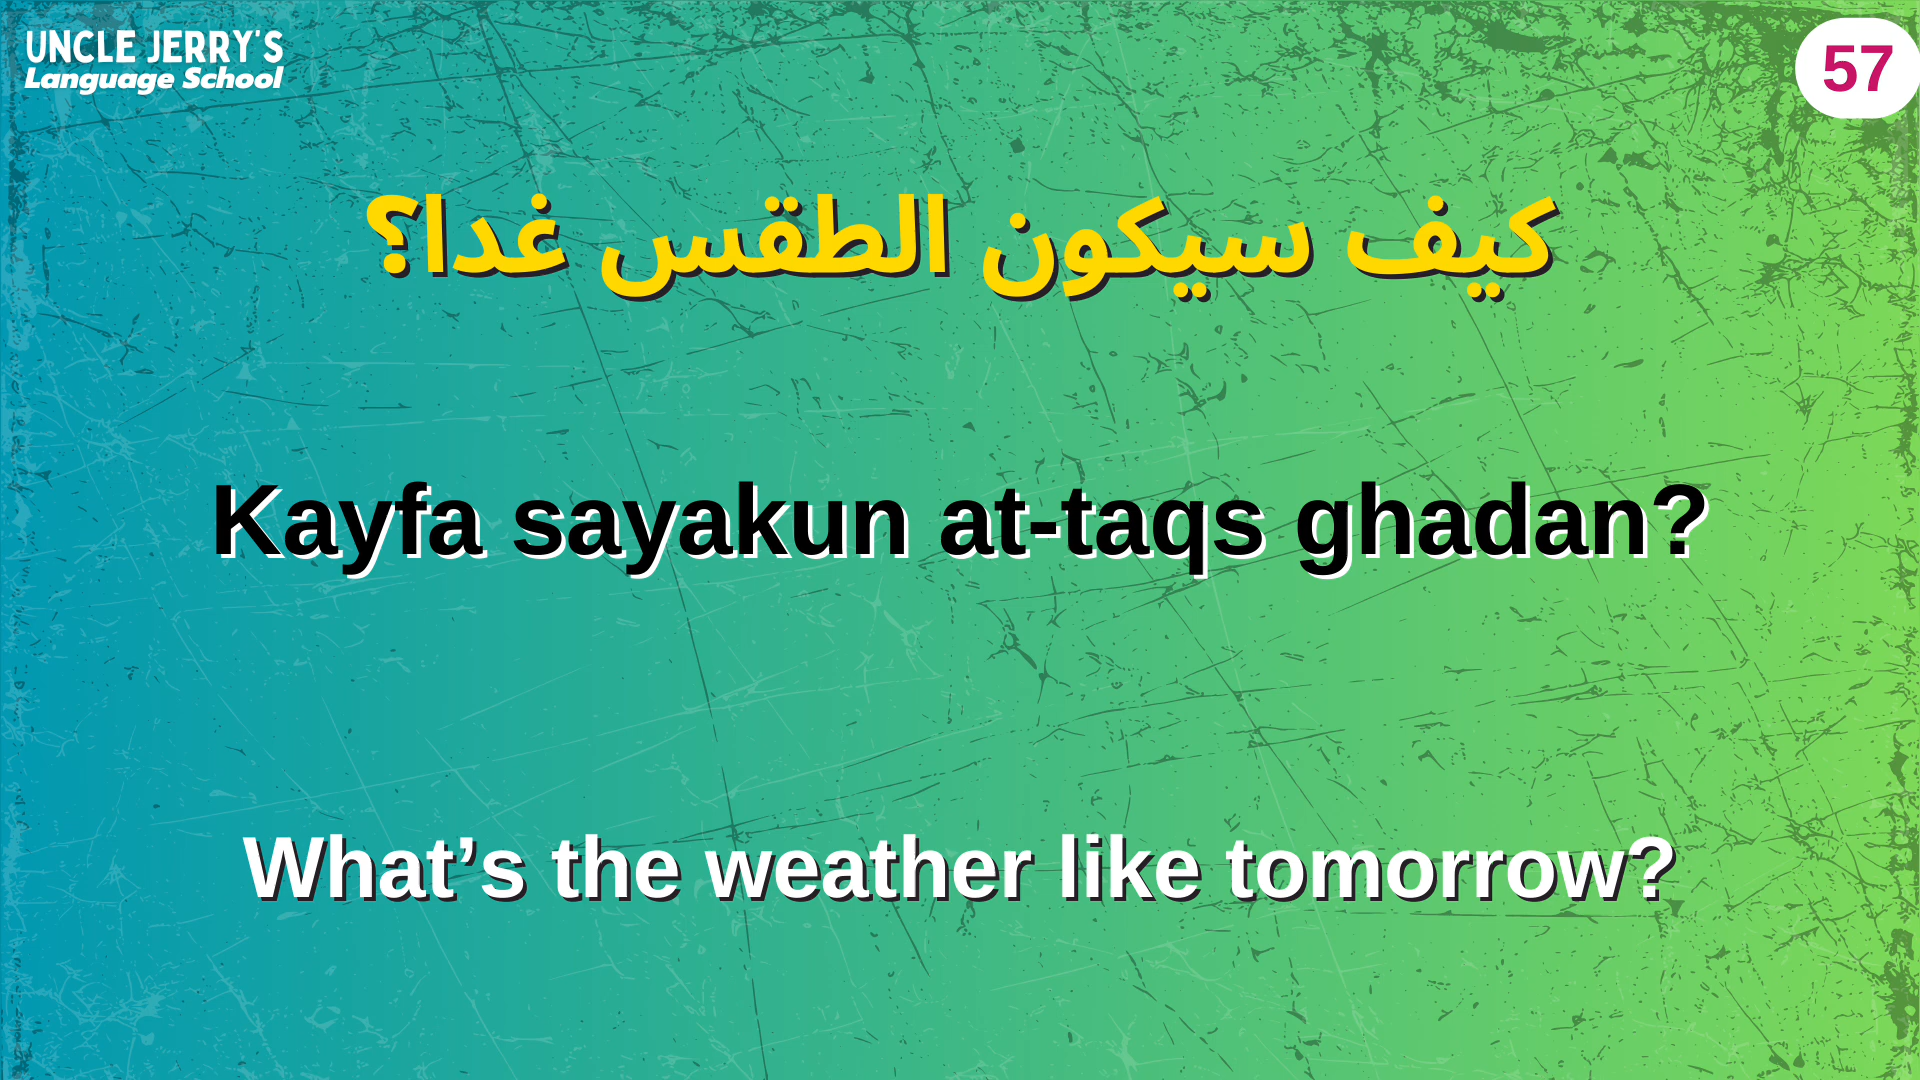 UNCLE JERRY'S
Language School
57
كيف سيكون الطقس غدا؟
Kayfa sayakun at-taqs ghadan?
What’s the weather like tomorrow?